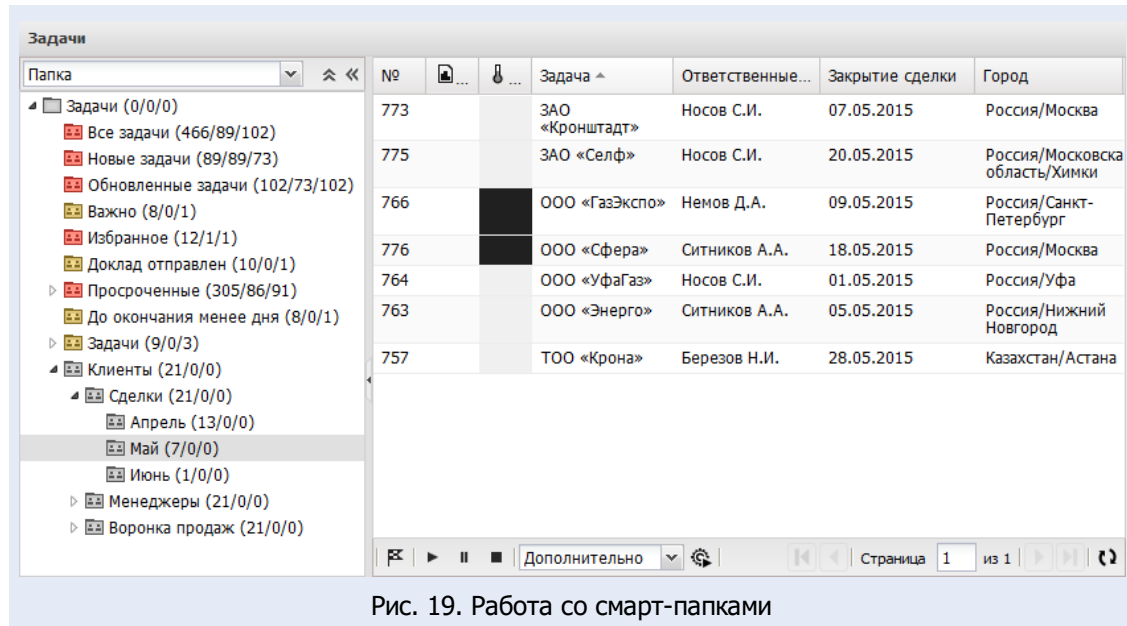 Задачи
Папка
Задачи (0/0/0)
Все задачи (466/89/102)
Новые задачи (89/89/73)
Обновленные задачи (102/73/102)
Важно (8/0/1)
Избранное (12/1/1)
Доклад отправлен (10/0/1)
Просроченные (305/86/91)
До окончания менее дня (8/0/1)
Задачи (9/0/3)
Клиенты (21/0/0)
Сделки (21/0/0)
Апрель (13/0/0)
Май (7/0/0)
Июнь (1/0/0)
Менеджеры (21/0/0)
Воронка продаж (21/0/0)
№ ... ... Задача Ответственные... Закрытие сделки Город
773 ЗАО Носов С.И. 07.05.2015 Россия/Москва
«Кронштадт»
775 ЗАО «Селф» Носов С.И. 20.05.2015 Россия/Московска
область/Химки
766 ООО «ГазЭкспо» Немов Д.А. 09.05.2015 Россия/Санкт-
Петербург
776 ООО «Сфера» Ситников А.А. 18.05.2015 Россия/Москва
764 ООО «УфаГаз» Носов С.И. 01.05.2015 Россия/Уфа
763 ООО «Энерго» Ситников А.А. 05.05.2015 Россия/Нижний
Новгород
757 ТОО «Крона» Березов Н.И. 28.05.2015 Казахстан/Астана
Дополнительно Страница 1 из 1
Рис. 19. Работа со смарт-папками